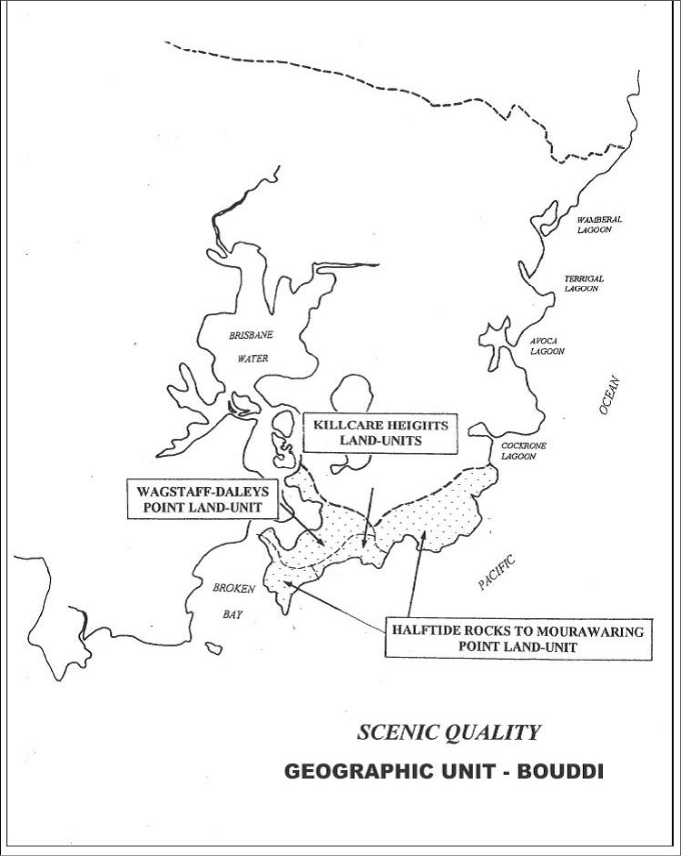 WAMBERAL
LAGOON
TERRIGAL
LAGOON
BRISBANE
WATER
AVOCA
LAGOON
OCEAN
KILLCARE HEIGHTS
LAND-UNITS
COCKRONE
LAGOON
WAGSTAFF-DALEYS
POINT LAND-UNIT
PACIFIC
BROKEN
BAY
HALFTIDE ROCKS TO MOURAWARING
POINT LAND-UNIT
SCENIC QUALITY
GEOGRAPHIC UNIT - BOUDDI